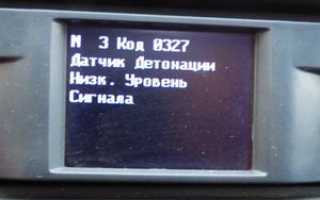 М 3 Код 0327
Датчик Детонации
Низк. Уровень
Сигнала